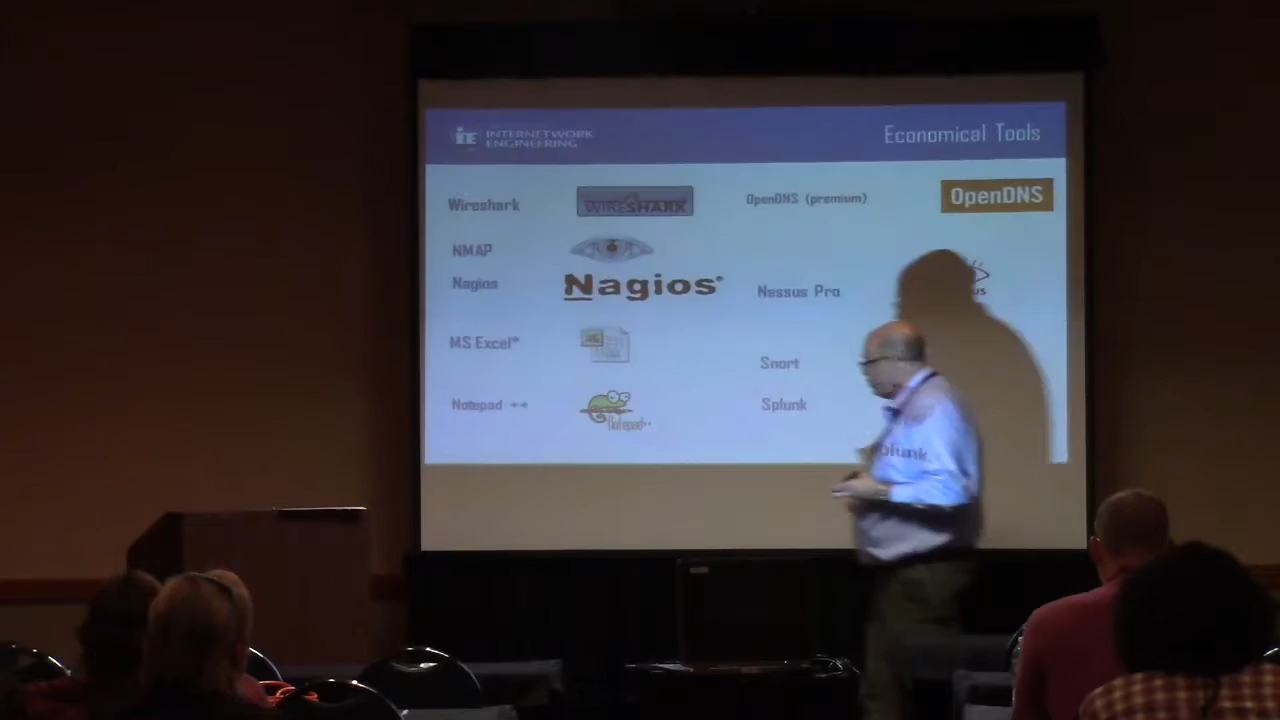 INTERNETWORK
ENGINEERING
Economical Tools
Wireshark
WIRESHARK
OpenDNS (premium)
OpenDNS
NMAP
Nagios
Nagios®
Nessus Pro
MS Excel*
Snort
Notepad ++
Notepad++
Splunk